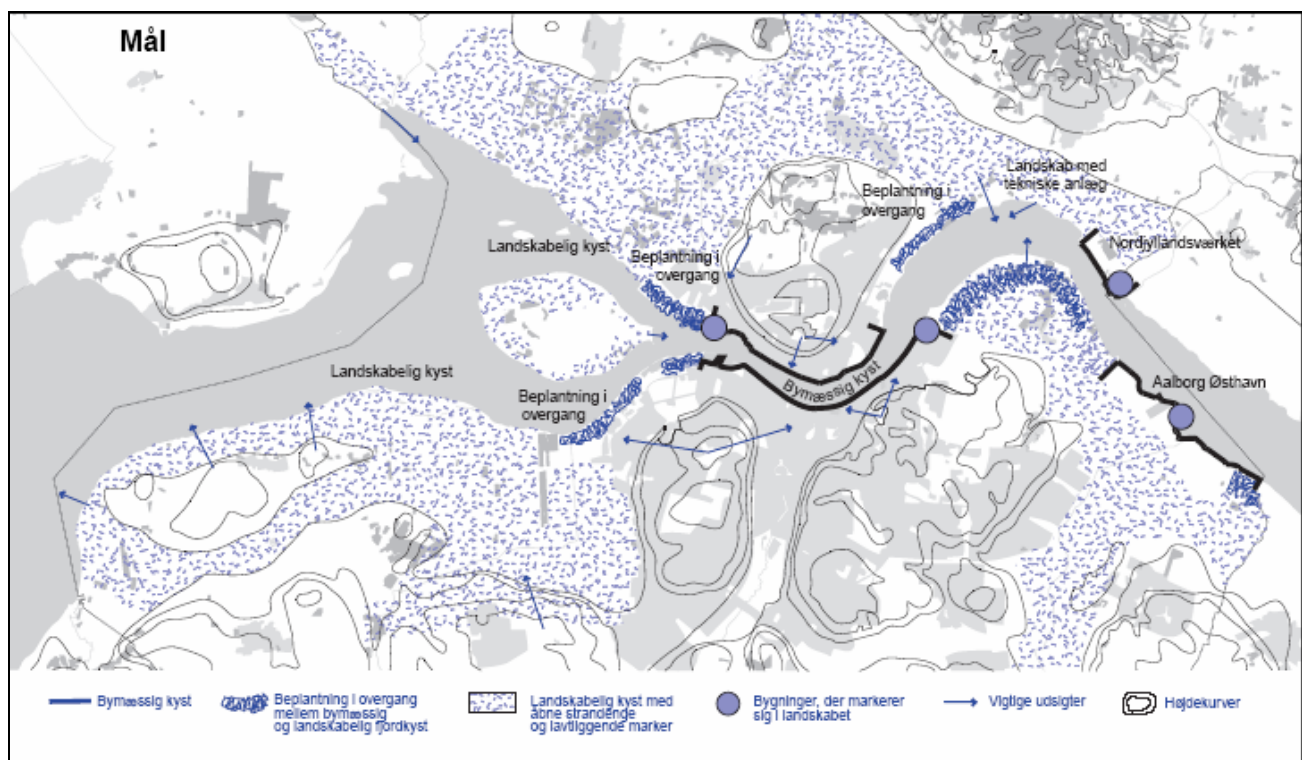 Mål
Landskab med
tekniske anlæg
Beplantning i
overgang
Landskabelig kyst
Beplantning i
overgang
Nordjyllandsværket
Landskabelig kyst
Bymæssig kyst
Beplantning i
overgang
Aalborg Østhavn
Bymæssig kyst
Beplantning i overgang
mellem bymæssig
og landskabelig fjordkyst
Landskabelig kyst med
åbne strandenge
og lavtliggende marker
Bygninger, der markerer
sig i landskabet
Vigtige udsigter
Højdekurver